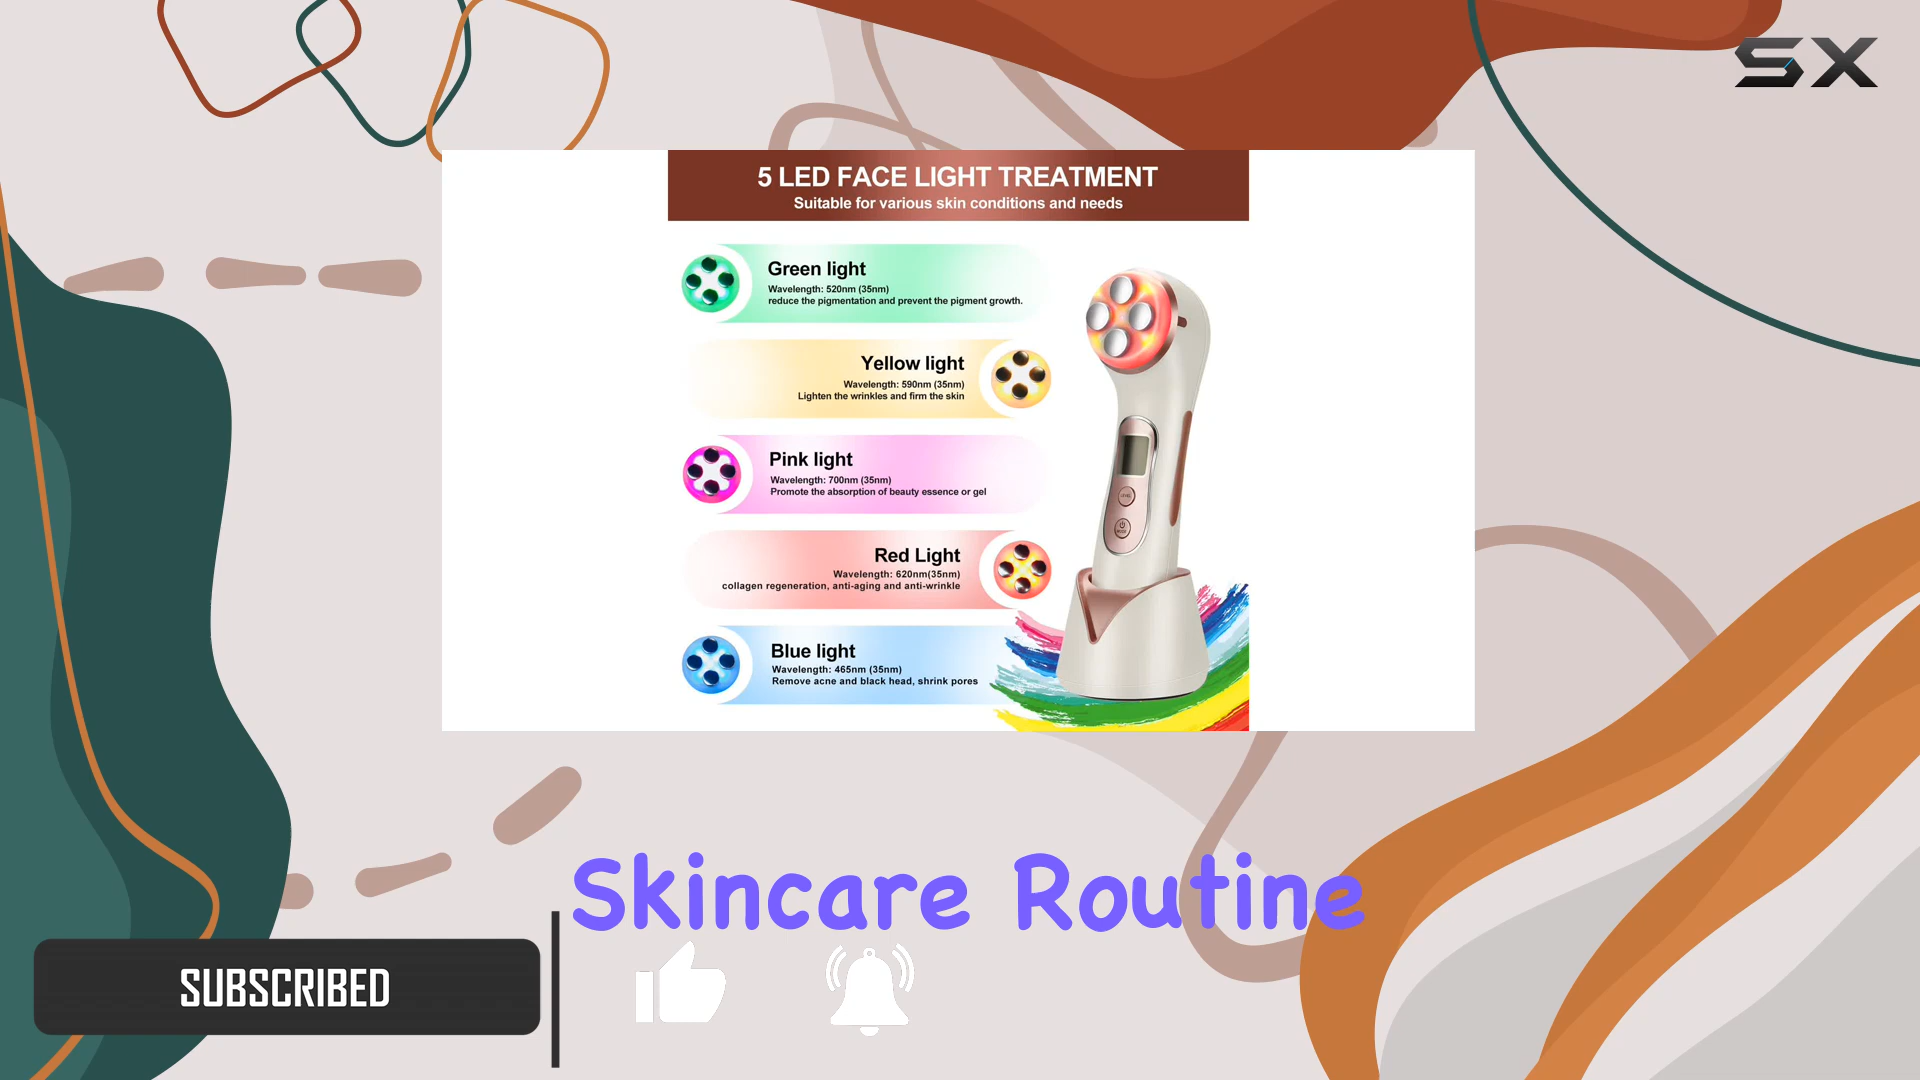 SX
5 LED FACE LIGHT TREATMENT
Suitable for various skin conditions and needs
Green light
Wavelength: 520nm (35nm)
reduce the pigmentation and prevent the pigment growth.
Yellow light
Wavelength: 590nm (35nm)
Lighten the wrinkles and firm the skin
Pink light
Wavelength: 700nm (35nm)
Promote the absorption of beauty essence or gel
Red Light
Wavelength: 620nm(35nm)
collagen regeneration, anti-aging and anti-wrinkle
Blue light
Wavelength: 465nm (35nm)
Remove acne and black head, shrink pores
Skincare Routine
SUBSCRIBED